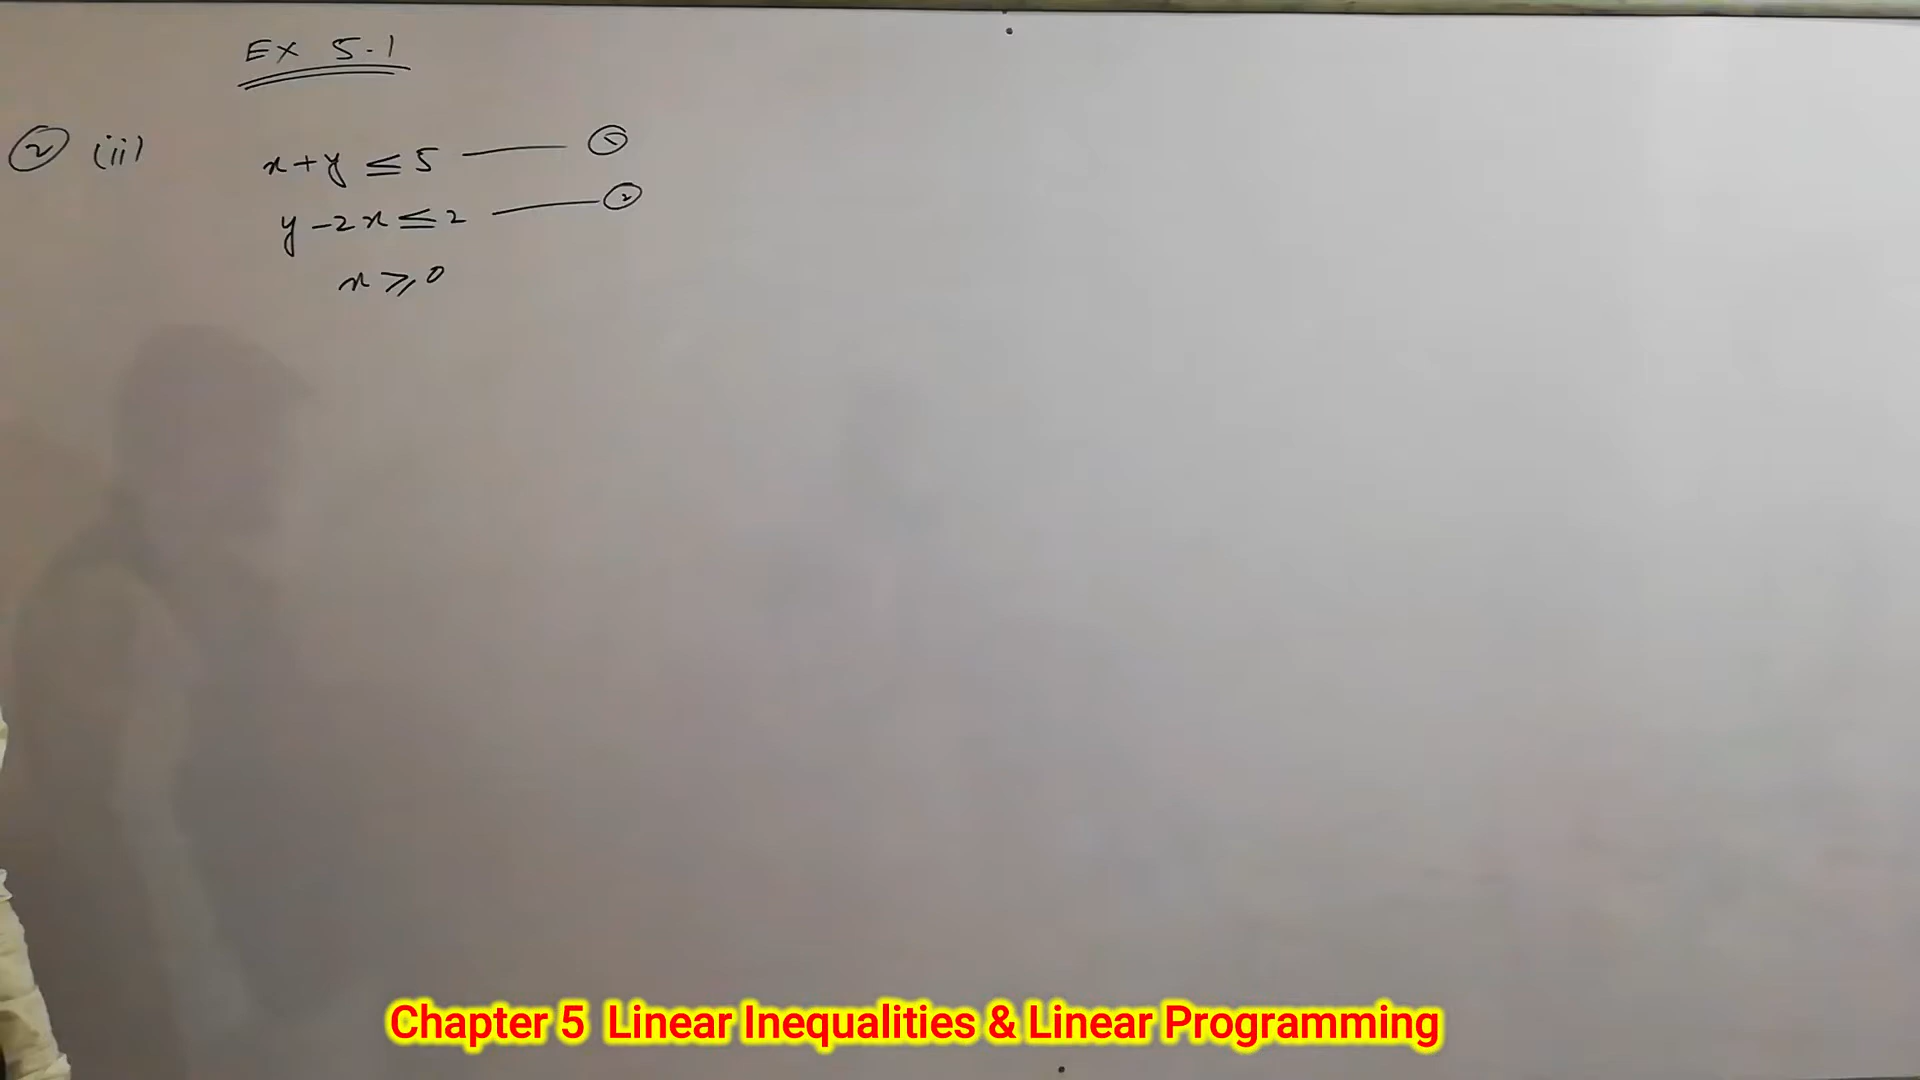 Ex 5.1
② (ii) x+y ≤ 5 —— ①
y-2x ≤ 2 —— ②
x ≥ 0
Chapter 5 Linear Inequalities & Linear Programming